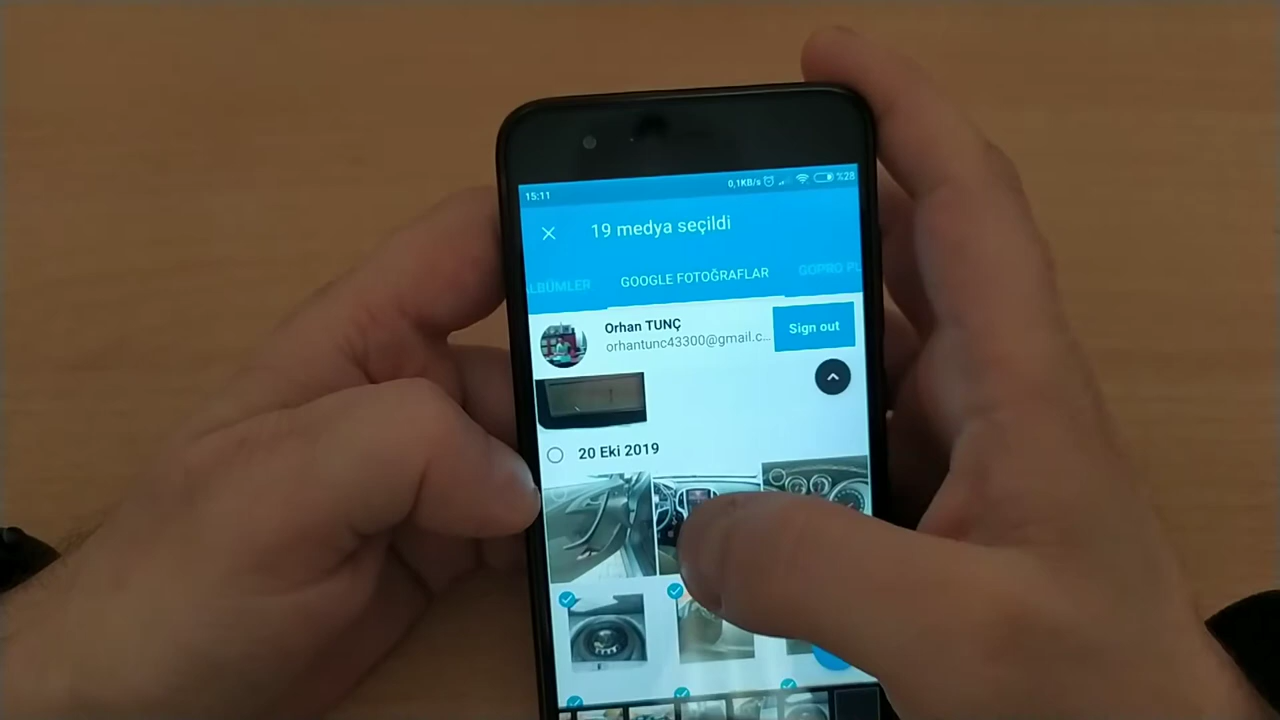 15:11 0,1KB/s %28
19 medya seçildi
LBÜMLER GOOGLE FOTOĞRAFLAR GOPRO PL
Orhan TUNÇ
Sign out
orhantunc43300@gmail.c...
20 Eki 2019